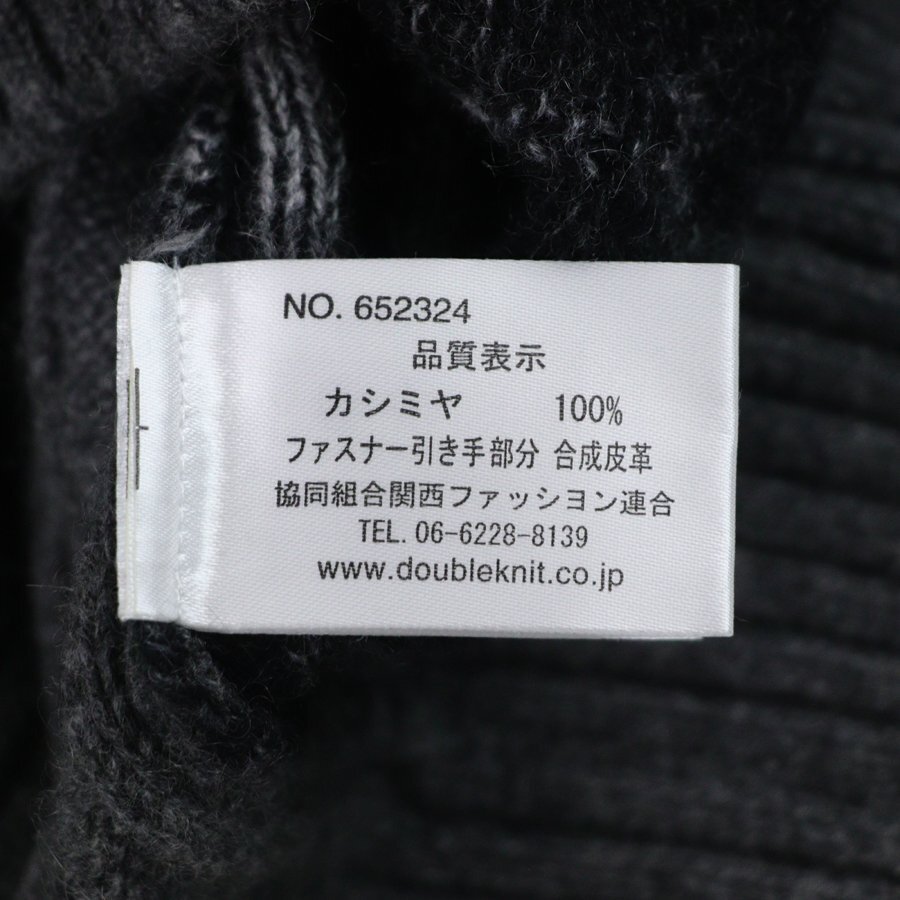 NO. 652324
品質表示
カシミヤ 100%
ファスナー引き手部分 合成皮革
協同組合関西ファッション連合
TEL. 06-6228-8139
www.doubleknit.co.jp